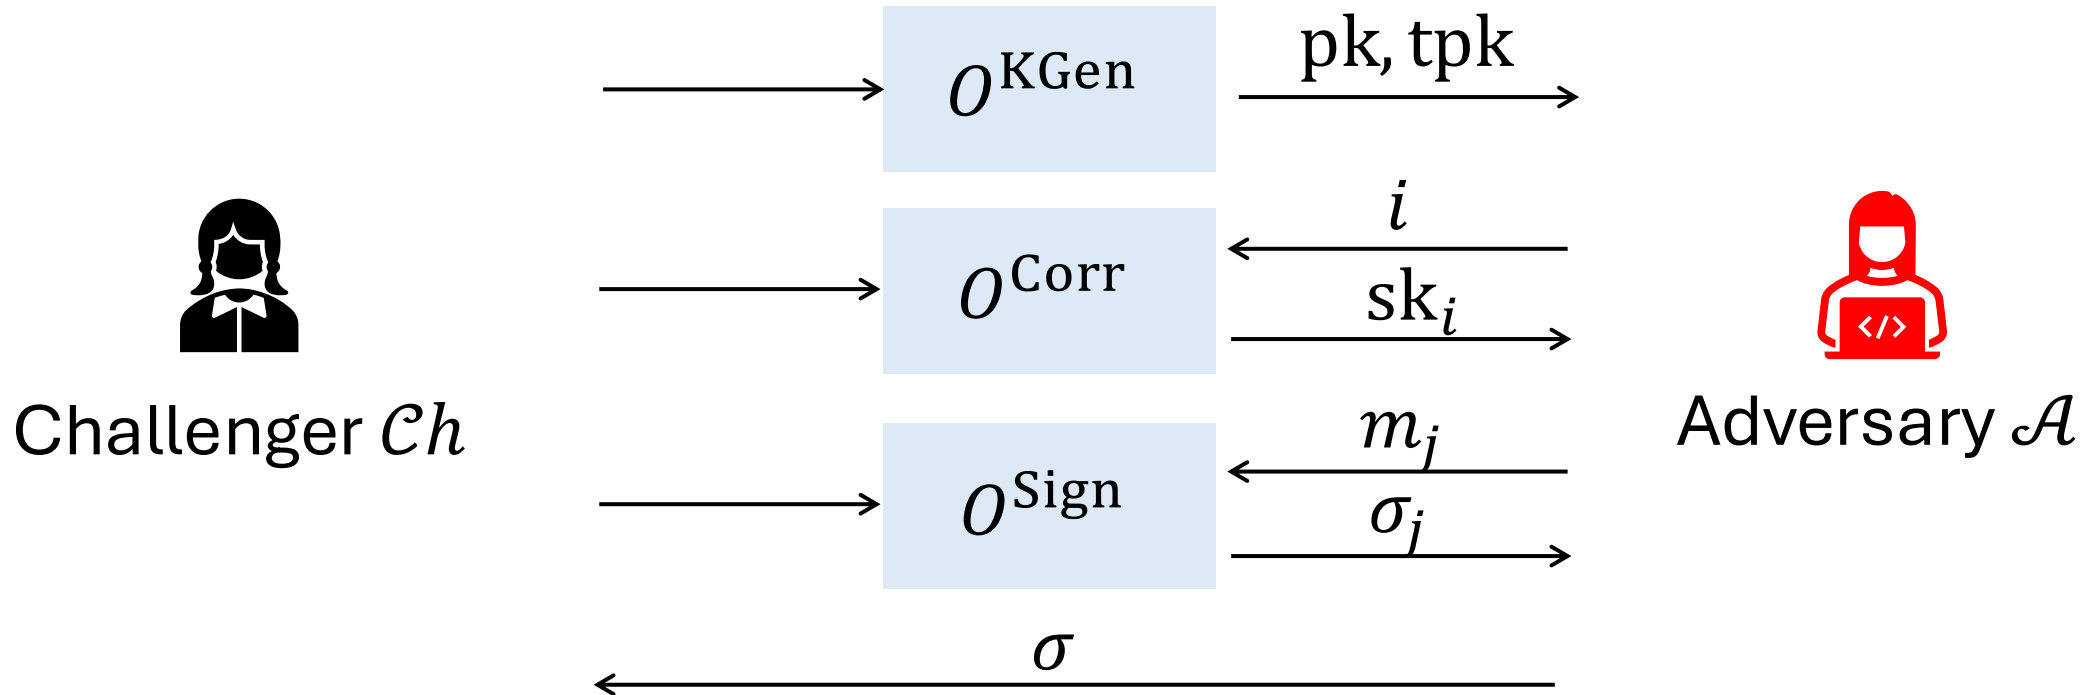 O^KGen
pk, tpk
i
O^Corr
sk_i
Challenger 𝒞h
Adversary 𝒜
m_j
O^Sign
σ_j
σ